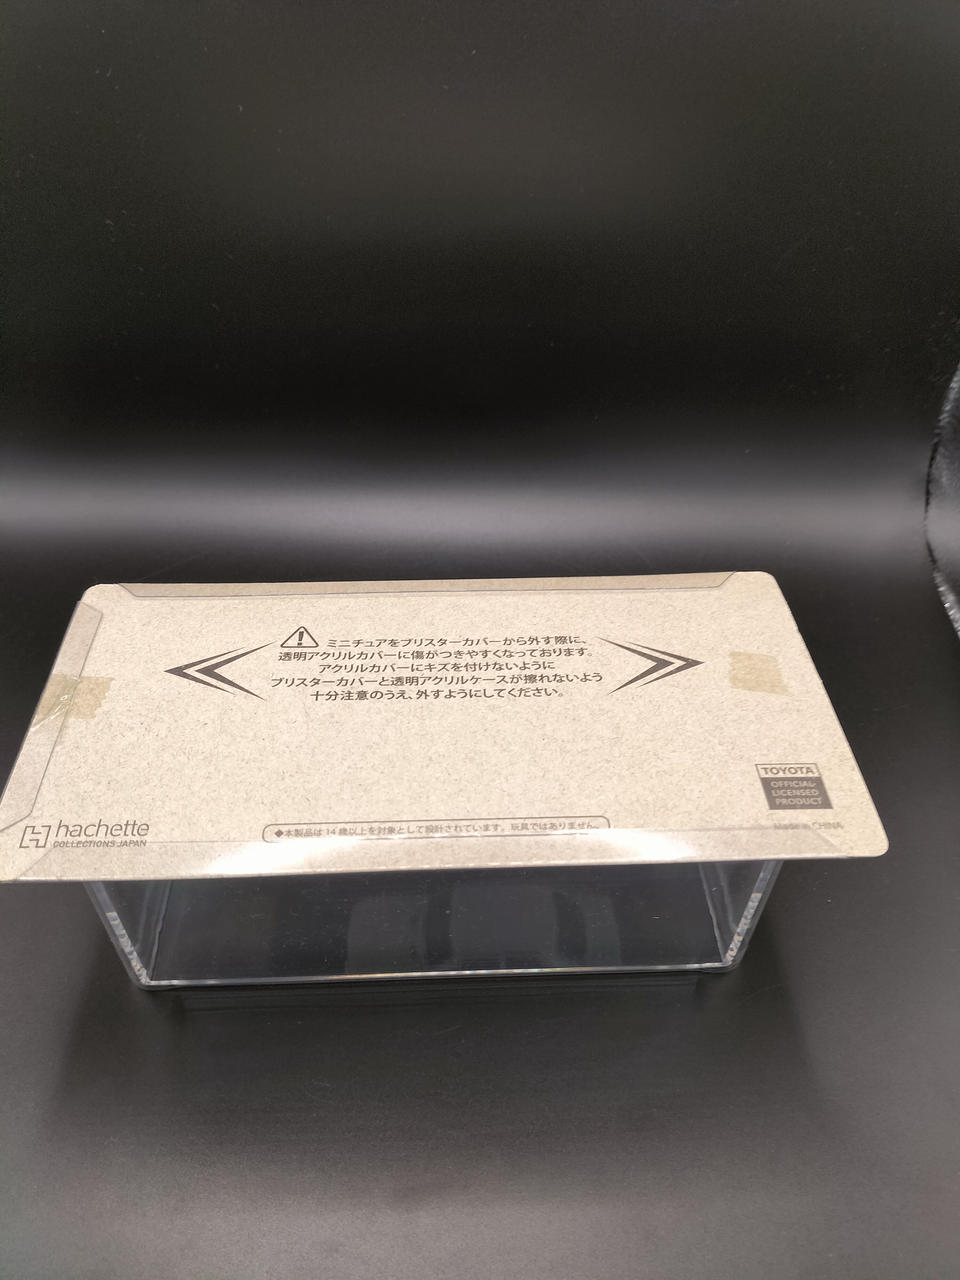 ミニチュアをブリスターカバーから外す際に、
透明アクリルカバーに傷がつきやすくなっております。
アクリルカバーにキズを付けないように
ブリスターカバーと透明アクリルケースが擦れないよう
十分注意のうえ、外すようにしてください。
TOYOTA
OFFICIAL
LICENSED
PRODUCT
Made in CHINA
hachette
COLLECTIONS JAPAN
◆本製品は14歳以上を対象として設計されています。玩具ではありません。